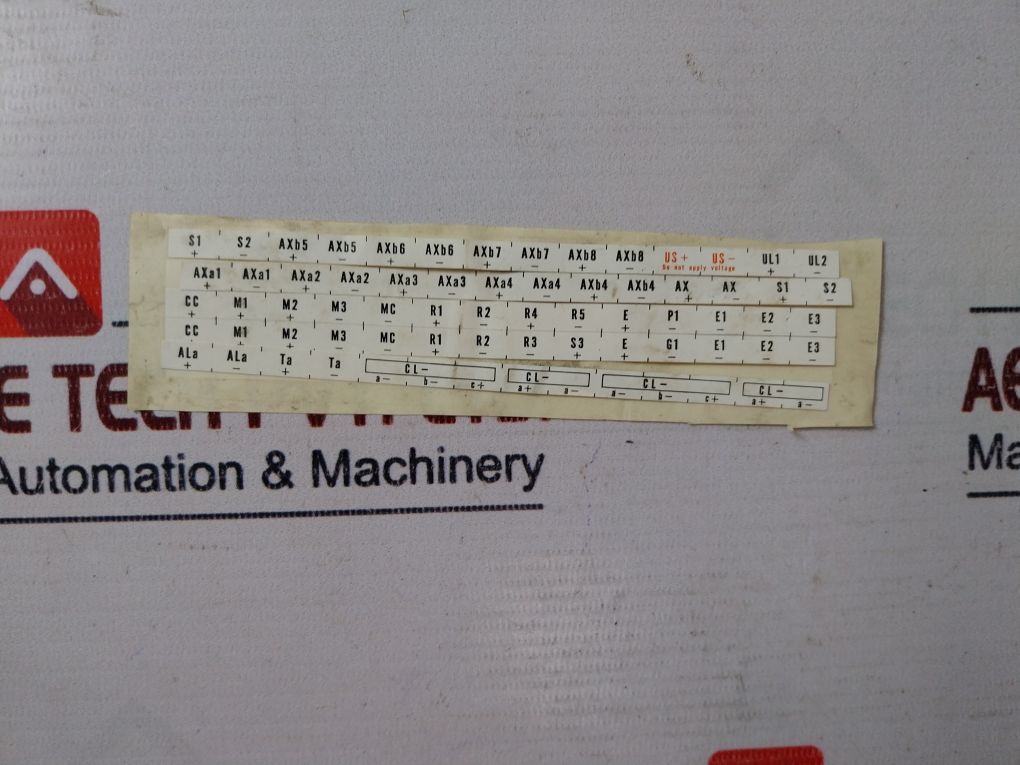 S1 S2 AXb5 AXb5 AXb6 AXb6 AXb7 AXb7 AXb8 AXb8 US+ US- UL1 UL2
+ - + - + - + - + - Do not apply voltage + -
AXa1 AXa1 AXa2 AXa2 AXa3 AXa3 AXa4 AXa4 AXb4 AXb4 AX AX S1 S2
+ - + - + - + - + - + - + -
CC M1 M2 M3 MC R1 R2 R4 R5 E P1 E1 E2 E3
+ - + - - + - + - + - - - -
CC M1 M2 M3 MC R1 R2 R3 S3 E G1 E1 E2 E3
+ - + - - + - - + + - - -
ALa ALa Ta Ta CL- CL- CL- CL-
+ - + - a- b- c+ a+ a- a- b- c+ a+ a-
E
Automation & Machinery
Ma